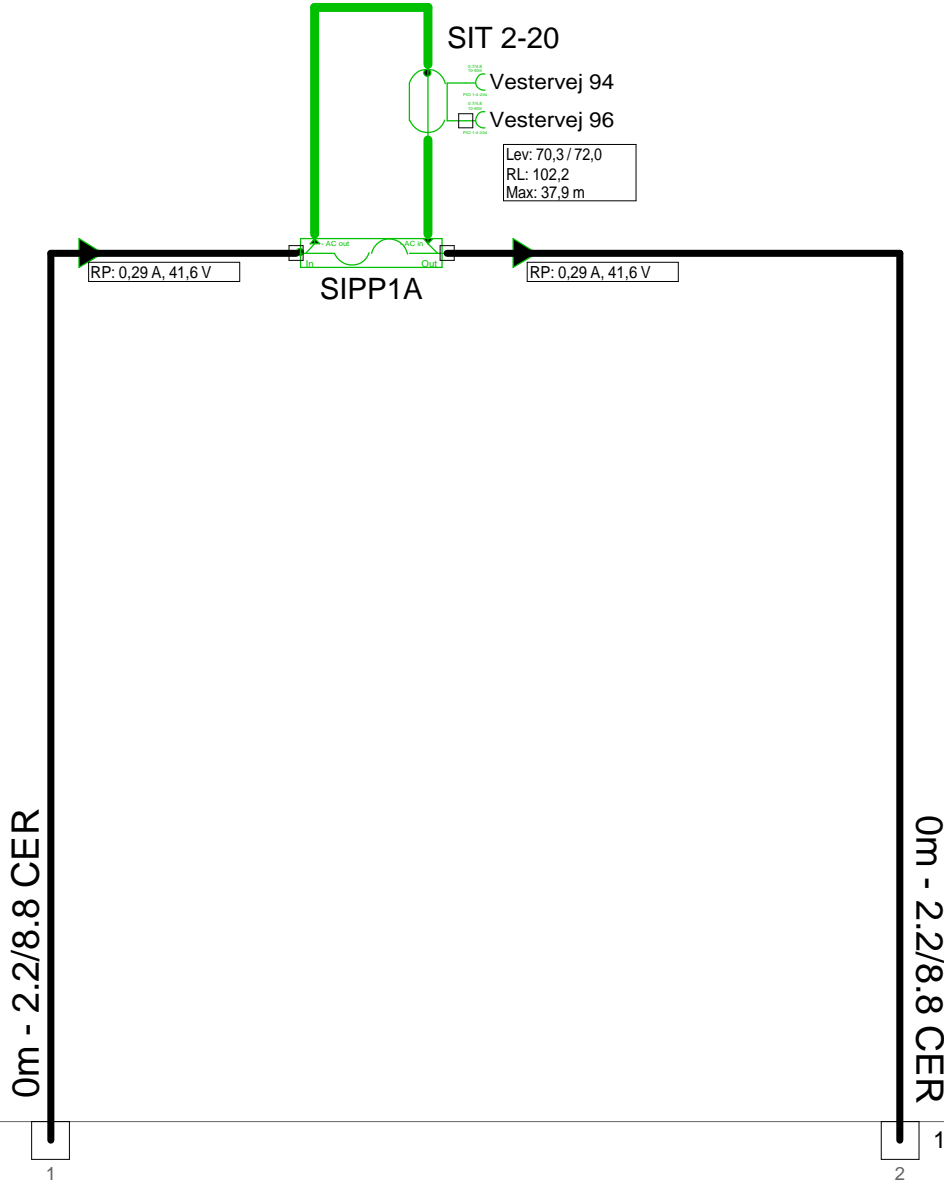 SIT 2-20
Vestervej 94
Vestervej 96
Lev: 70,3 / 72,0
RL: 102,2
Max: 37,9 m
AC out
AC in
In
Out
RP: 0,29 A, 41,6 V
RP: 0,29 A, 41,6 V
SIPP1A
0m - 2.2/8.8 CER
0m - 2.2/8.8 CER
1
1
2